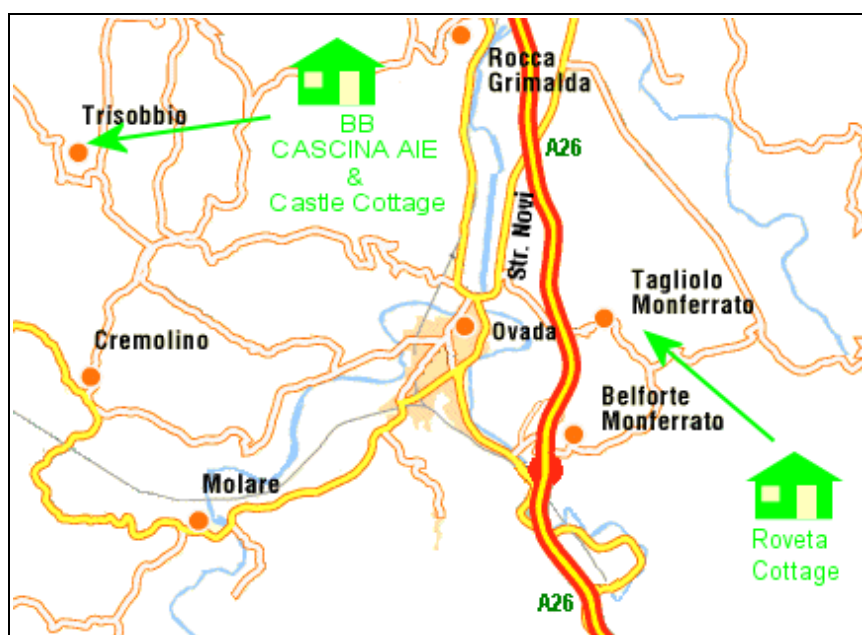 Rocca
Grimalda
Trisobbio
BB
CASCINA AIE
&
Castle Cottage
A26
Str. Novi
Tagliolo
Monferrato
Ovada
Cremolino
Belforte
Monferrato
Molare
Roveta
Cottage
A26